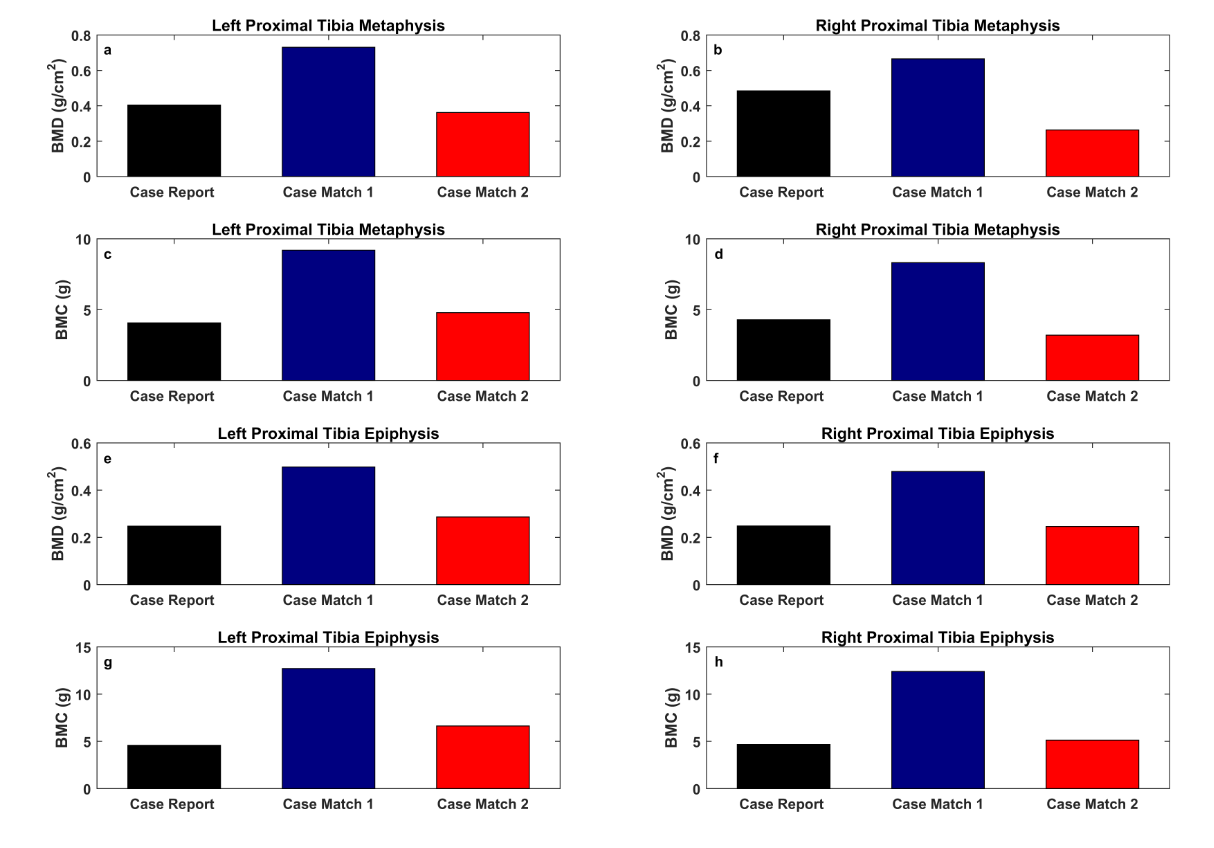 Left Proximal Tibia Metaphysis
a
BMD (g/cm²)
0.8
0.6
0.4
0.2
0
Case Report Case Match 1 Case Match 2
Right Proximal Tibia Metaphysis
b
BMD (g/cm²)
0.8
0.6
0.4
0.2
0
Case Report Case Match 1 Case Match 2
Left Proximal Tibia Metaphysis
c
BMC (g)
10
5
0
Case Report Case Match 1 Case Match 2
Right Proximal Tibia Metaphysis
d
BMC (g)
10
5
0
Case Report Case Match 1 Case Match 2
Left Proximal Tibia Epiphysis
e
BMD (g/cm²)
0.6
0.4
0.2
0
Case Report Case Match 1 Case Match 2
Right Proximal Tibia Epiphysis
f
BMD (g/cm²)
0.6
0.4
0.2
0
Case Report Case Match 1 Case Match 2
Left Proximal Tibia Epiphysis
g
BMC (g)
15
10
5
0
Case Report Case Match 1 Case Match 2
Right Proximal Tibia Epiphysis
h
BMC (g)
15
10
5
0
Case Report Case Match 1 Case Match 2